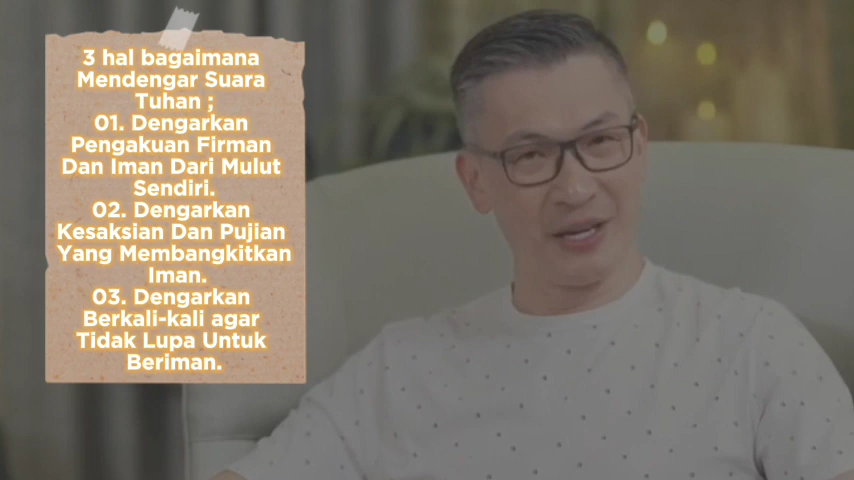 3 hal bagaimana
Mendengar Suara
Tuhan ;
01. Dengarkan
Pengakuan Firman
Dan Iman Dari Mulut
Sendiri.
02. Dengarkan
Kesaksian Dan Pujian
Yang Membangkitkan
Iman.
03. Dengarkan
Berkali-kali agar
Tidak Lupa Untuk
Beriman.